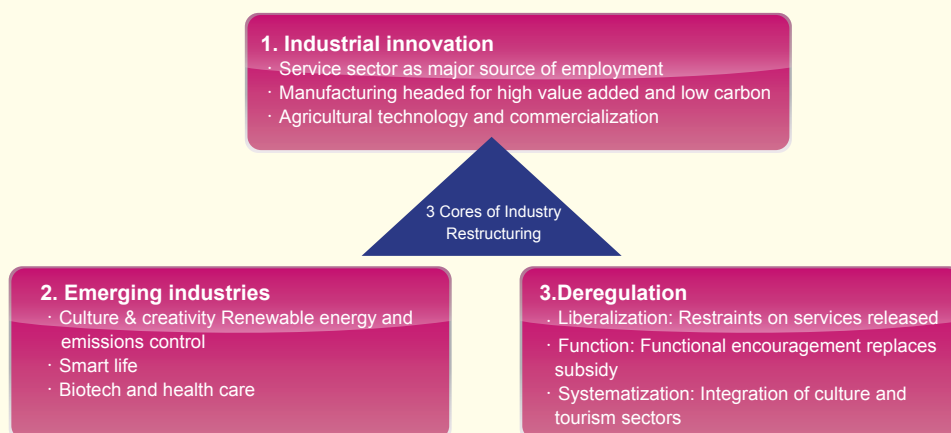 1. Industrial innovation
· Service sector as major source of employment
· Manufacturing headed for high value added and low carbon
· Agricultural technology and commercialization
3 Cores of Industry
Restructuring
2. Emerging industries
· Culture & creativity Renewable energy and
emissions control
· Smart life
· Biotech and health care
3.Deregulation
· Liberalization: Restraints on services released
· Function: Functional encouragement replaces
subsidy
· Systematization: Integration of culture and
tourism sectors